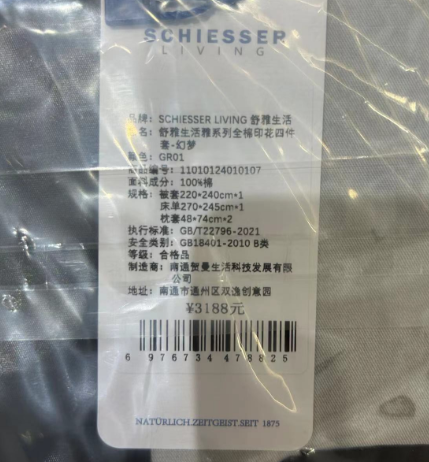 SCHIESSER
LIVING
品牌：SCHIESSER LIVING 舒雅生活
品名：舒雅生活雅系列全棉印花四件
套-幻梦
颜色：GR01
商品编号：11010124010107
面料成分：100%棉
规格：被套220*240cm*1
床单270*245cm*1
枕套48*74cm*2
执行标准：GB/T22796-2021
安全类别：GB18401-2010 B类
等级：合格品
制造商：南通贺曼生活科技发展有限
公司
地址：南通市通州区双逸创意园
¥3188元
6 976734 478825
NATÜRLICH.ZEITGEIST.SEIT 1875